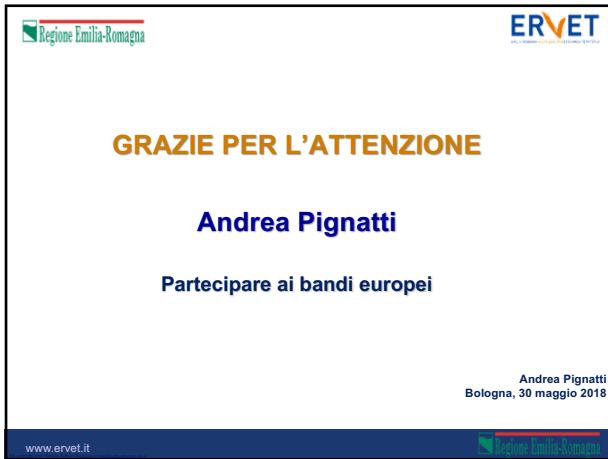 Regione Emilia-Romagna
ERVET
GRAZIE PER L'ATTENZIONE
Andrea Pignatti
Partecipare ai bandi europei
Andrea Pignatti
Bologna, 30 maggio 2018
www.ervet.it
Regione Emilia-Romagna